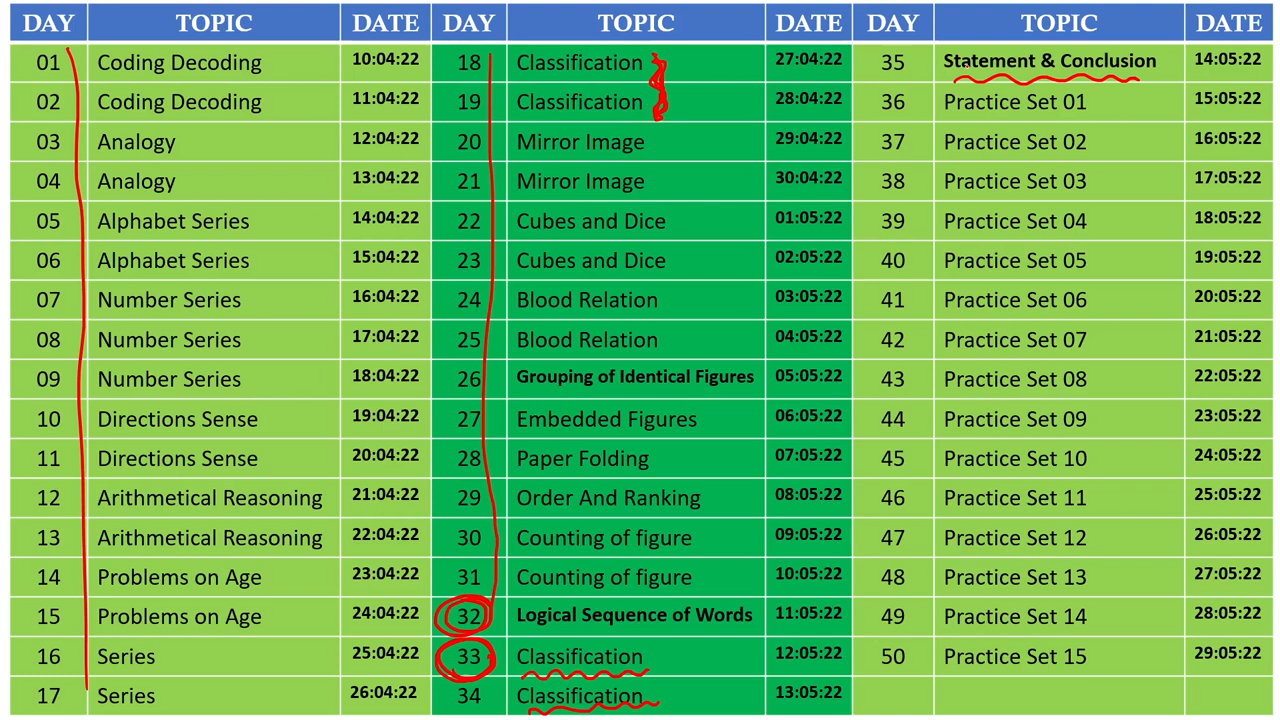 DAY TOPIC DATE DAY TOPIC DATE DAY TOPIC DATE
01 Coding Decoding 10:04:22 18 Classification 27:04:22 35 Statement & Conclusion 14:05:22
02 Coding Decoding 11:04:22 19 Classification 28:04:22 36 Practice Set 01 15:05:22
03 Analogy 12:04:22 20 Mirror Image 29:04:22 37 Practice Set 02 16:05:22
04 Analogy 13:04:22 21 Mirror Image 30:04:22 38 Practice Set 03 17:05:22
05 Alphabet Series 14:04:22 22 Cubes and Dice 01:05:22 39 Practice Set 04 18:05:22
06 Alphabet Series 15:04:22 23 Cubes and Dice 02:05:22 40 Practice Set 05 19:05:22
07 Number Series 16:04:22 24 Blood Relation 03:05:22 41 Practice Set 06 20:05:22
08 Number Series 17:04:22 25 Blood Relation 04:05:22 42 Practice Set 07 21:05:22
09 Number Series 18:04:22 26 Grouping of Identical Figures 05:05:22 43 Practice Set 08 22:05:22
10 Directions Sense 19:04:22 27 Embedded Figures 06:05:22 44 Practice Set 09 23:05:22
11 Directions Sense 20:04:22 28 Paper Folding 07:05:22 45 Practice Set 10 24:05:22
12 Arithmetical Reasoning 21:04:22 29 Order And Ranking 08:05:22 46 Practice Set 11 25:05:22
13 Arithmetical Reasoning 22:04:22 30 Counting of figure 09:05:22 47 Practice Set 12 26:05:22
14 Problems on Age 23:04:22 31 Counting of figure 10:05:22 48 Practice Set 13 27:05:22
15 Problems on Age 24:04:22 32 Logical Sequence of Words 11:05:22 49 Practice Set 14 28:05:22
16 Series 25:04:22 33 Classification 12:05:22 50 Practice Set 15 29:05:22
17 Series 26:04:22 34 Classification 13:05:22